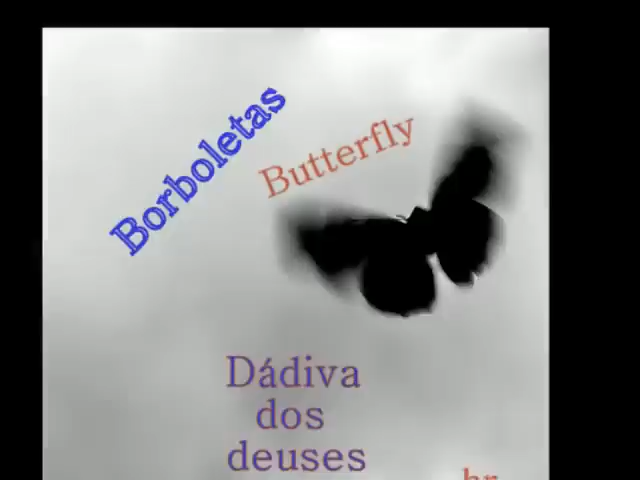 Borboletas
Butterfly
Dádiva
dos
deuses